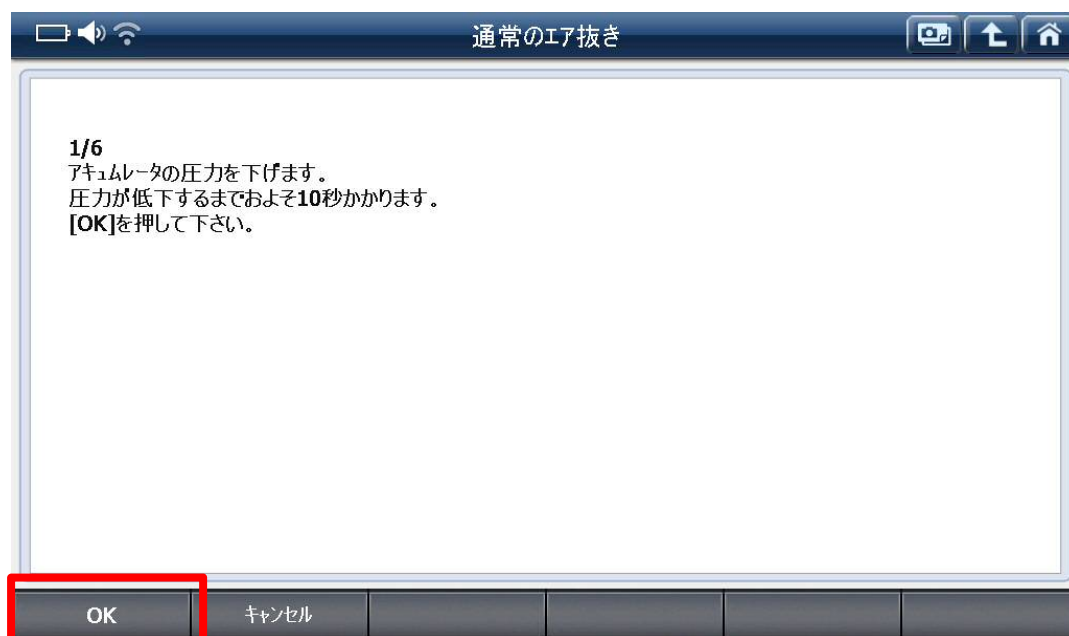 通常のｴｱ抜き
1/6
ｱｷｭﾑﾚｰﾀの圧力を下げます。
圧力が低下するまでおよそ10秒かかります。
[OK]を押して下さい。
OK
ｷｬﾝｾﾙ